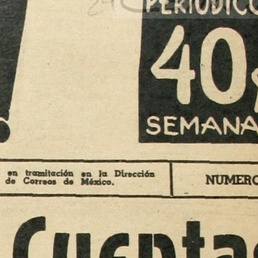 PERIODICO
40¢
SEMANA
en tramitación en la Dirección
de Correos de México.
NUMERO
Cuentas